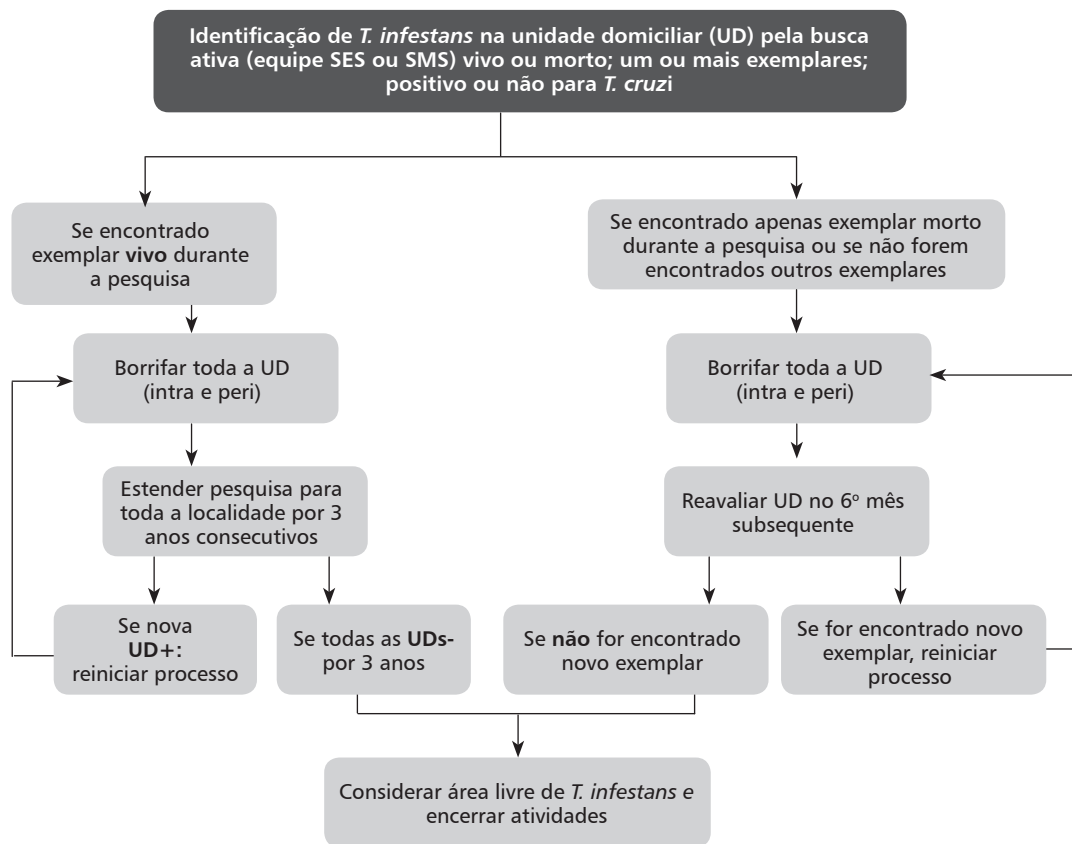 Identificação de T. infestans na unidade domiciliar (UD) pela busca
ativa (equipe SES ou SMS) vivo ou morto; um ou mais exemplares;
positivo ou não para T. cruzi
Se encontrado
exemplar vivo durante
a pesquisa
Se encontrado apenas exemplar morto
durante a pesquisa ou se não forem
encontrados outros exemplares
Borrifar toda a UD
(intra e peri)
Borrifar toda a UD
(intra e peri)
Estender pesquisa para
toda a localidade por 3
anos consecutivos
Reavaliar UD no 6º mês
subsequente
Se nova
UD+:
reiniciar processo
Se todas as UDs-
por 3 anos
Se não for encontrado
novo exemplar
Se for encontrado novo
exemplar, reiniciar
processo
Considerar área livre de T. infestans e
encerrar atividades